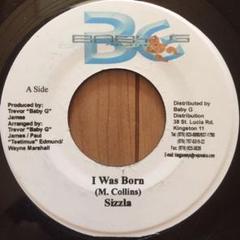 A Side
Produced by:
Trevor "Baby G"
James
Arranged by:
Trevor "Baby G"
James / Paul
"Teetimus" Edmund/
Wayne Marshall
Distributed by
Baby G
Distribution
38 St. Lucia Rd.
Kingston 11
I Was Born
(M. Collins)
Sizzla